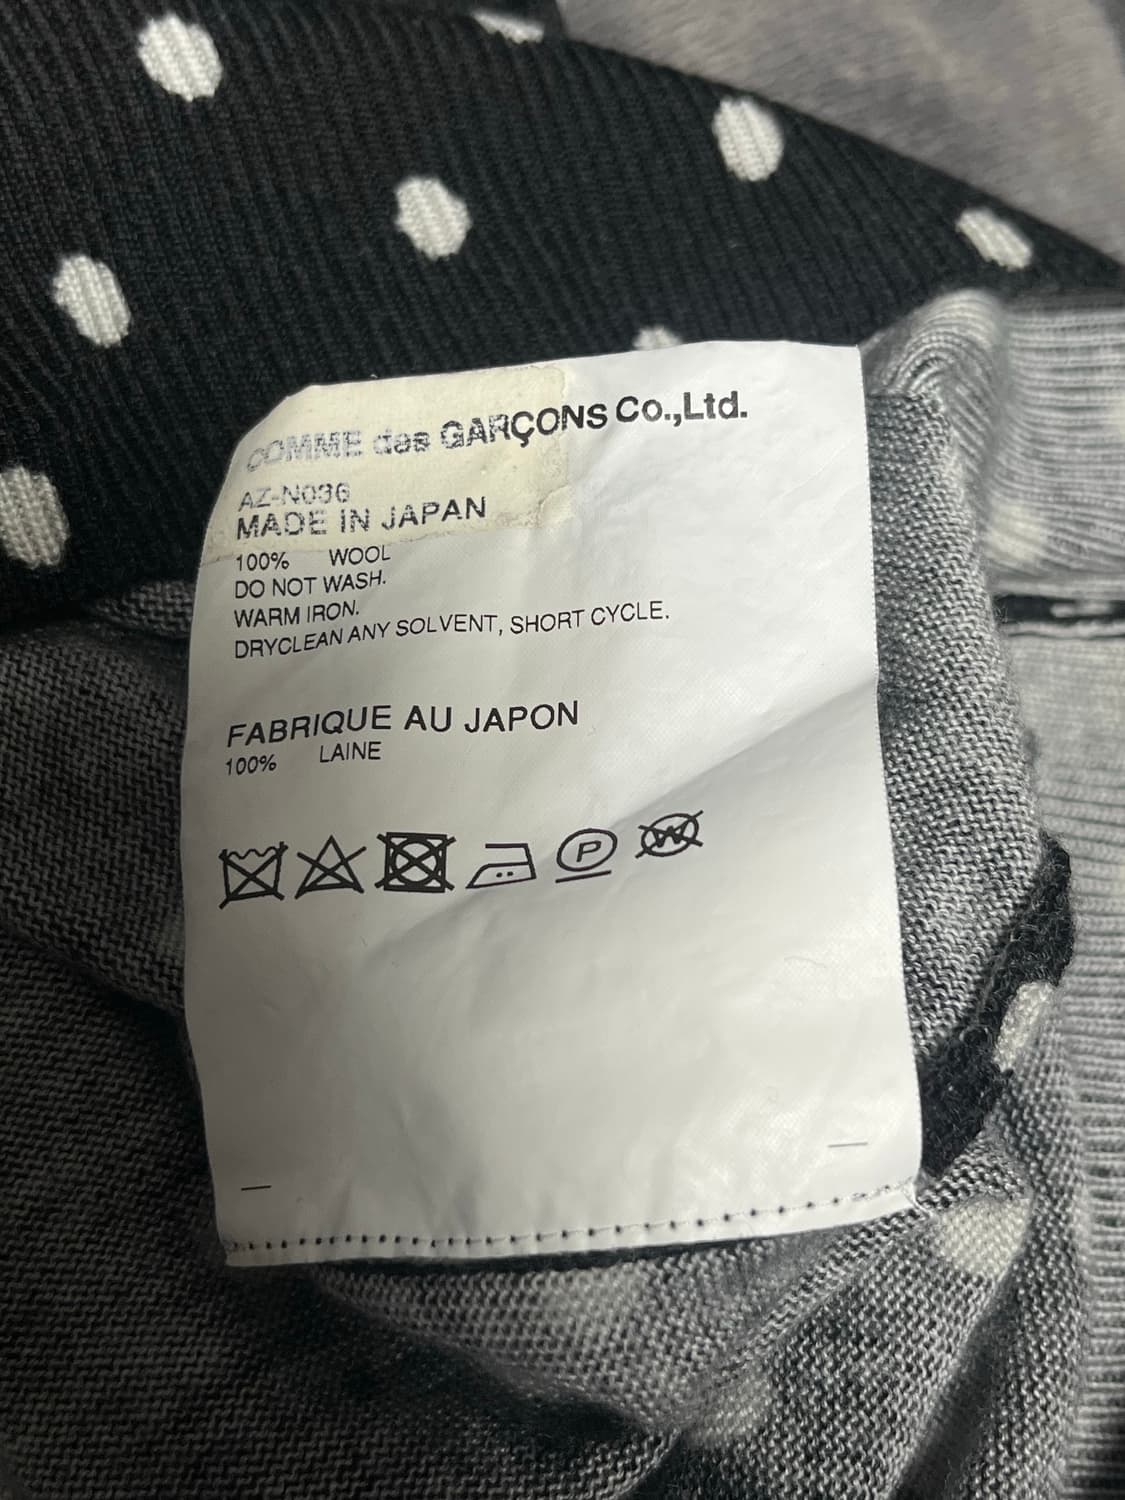 COMME des GARÇONS Co.,Ltd.
AZ-N036
MADE IN JAPAN
100% WOOL
DO NOT WASH.
WARM IRON.
DRYCLEAN ANY SOLVENT, SHORT CYCLE.
FABRIQUE AU JAPON
100% LAINE
P W